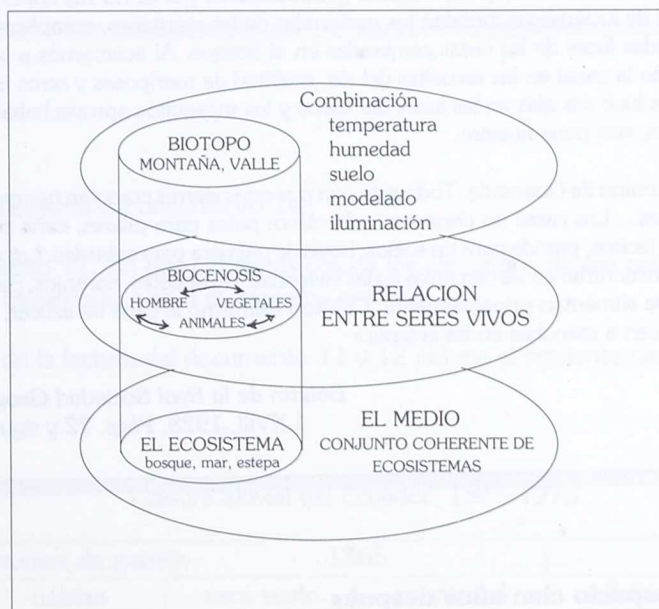 Combinación
temperatura
humedad
suelo
modelado
iluminación
BIOTOPO
MONTAÑA, VALLE
BIOCENOSIS
HOMBRE VEGETALES
ANIMALES
RELACION
ENTRE SERES VIVOS
EL ECOSISTEMA
bosque, mar, estepa
EL MEDIO
CONJUNTO COHERENTE DE
ECOSISTEMAS